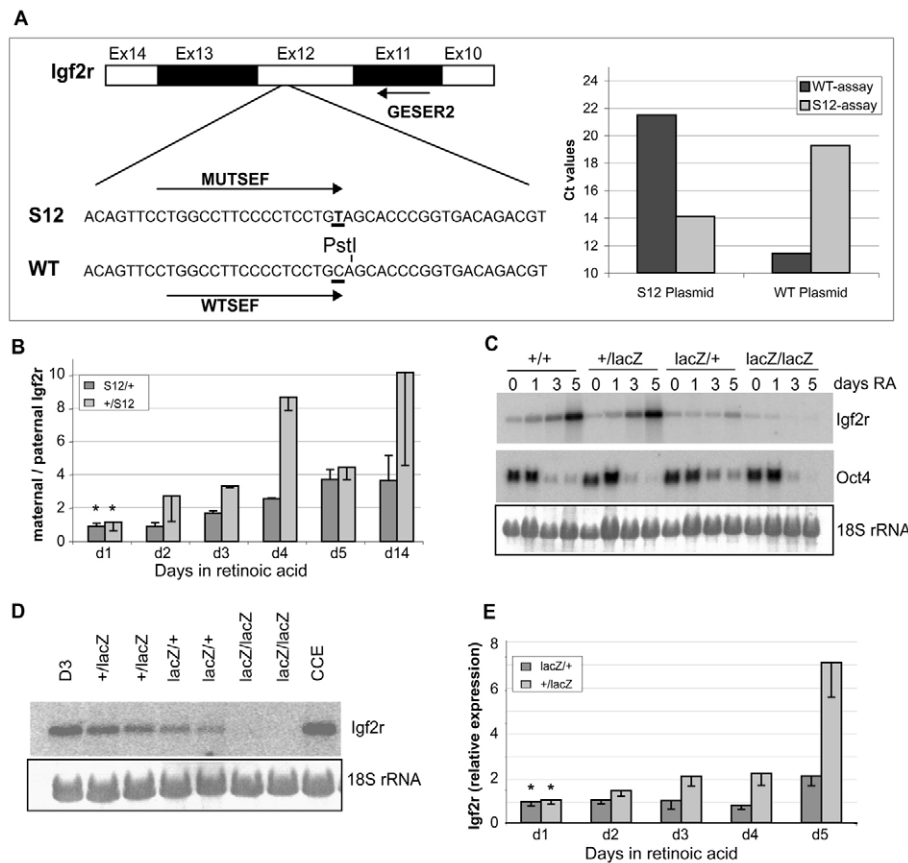 A
Ex14 Ex13 Ex12 Ex11 Ex10
Igf2r
GESER2
MUTSEF
S12 ACAGTTCCTGGCCTTCCCCTCCTGTAGCACCCGGTGACAGACGT
PstI
WT ACAGTTCCTGGCCTTCCCCTCCTGCAGCACCCGGTGACAGACGT
WTSEF
Ct values
24
22
20
18
16
14
12
10
WT-assay
S12-assay
S12 Plasmid WT Plasmid
B
maternal / paternal Igf2r
10
8
6
4
2
0
S12/+
+/S12
* *
d1 d2 d3 d4 d5 d14
Days in retinoic acid
C
+/+ +/lacZ lacZ/+ lacZ/lacZ
0 1 3 5 0 1 3 5 0 1 3 5 0 1 3 5 days RA
Igf2r
Oct4
18S rRNA
D
D3 +/lacZ +/lacZ lacZ/+ lacZ/+ lacZ/lacZ lacZ/lacZ CCE
Igf2r
18S rRNA
E
Igf2r (relative expression)
8
6
4
2
0
lacZ/+
+/lacZ
* *
d1 d2 d3 d4 d5
Days in retinoic acid